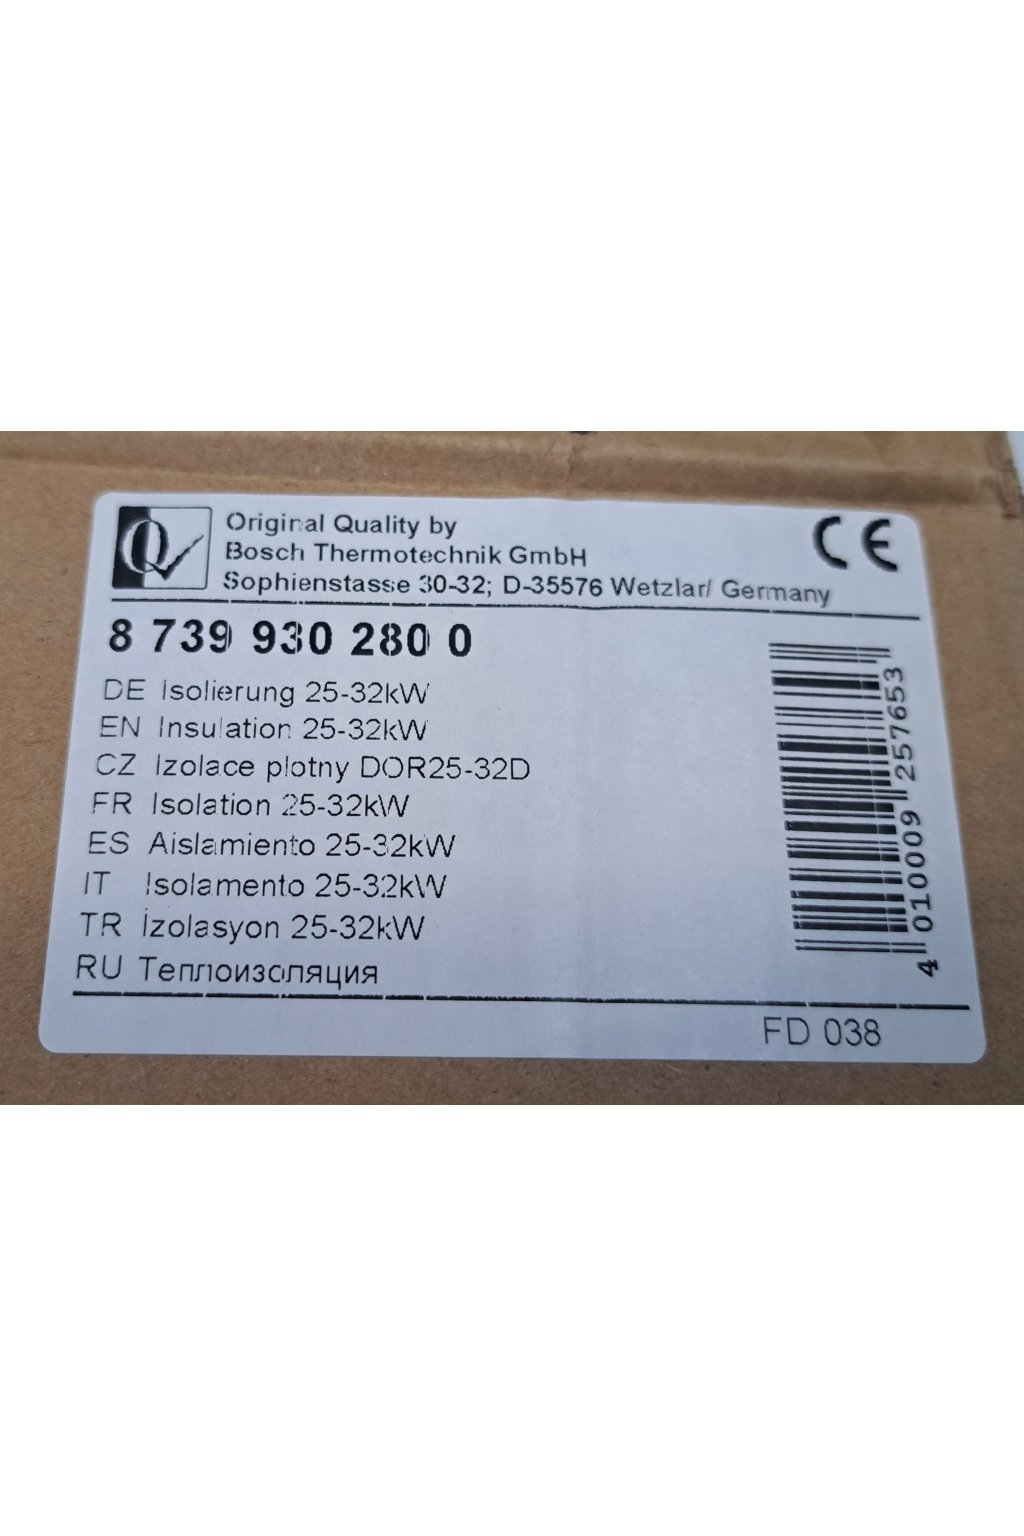 Q
Original Quality by
Bosch Thermotechnik GmbH
Sophienstasse 30-32; D-35576 Wetzlar/ Germany
CE
8 739 930 280 0
DE Isolierung 25-32kW
EN Insulation 25-32kW
CZ Izolace plotny DOR25-32D
FR Isolation 25-32kW
ES Aislamiento 25-32kW
IT Isolamento 25-32kW
TR İzolasyon 25-32kW
RU Теплоизоляция
4 010009 257653
FD 038